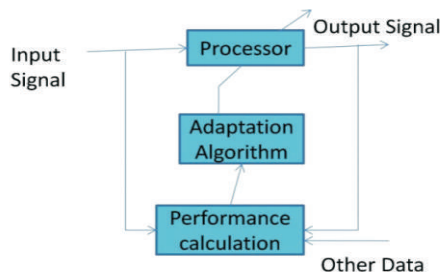 Output Signal
Processor
Input
Signal
Adaptation
Algorithm
Performance
calculation
Other Data